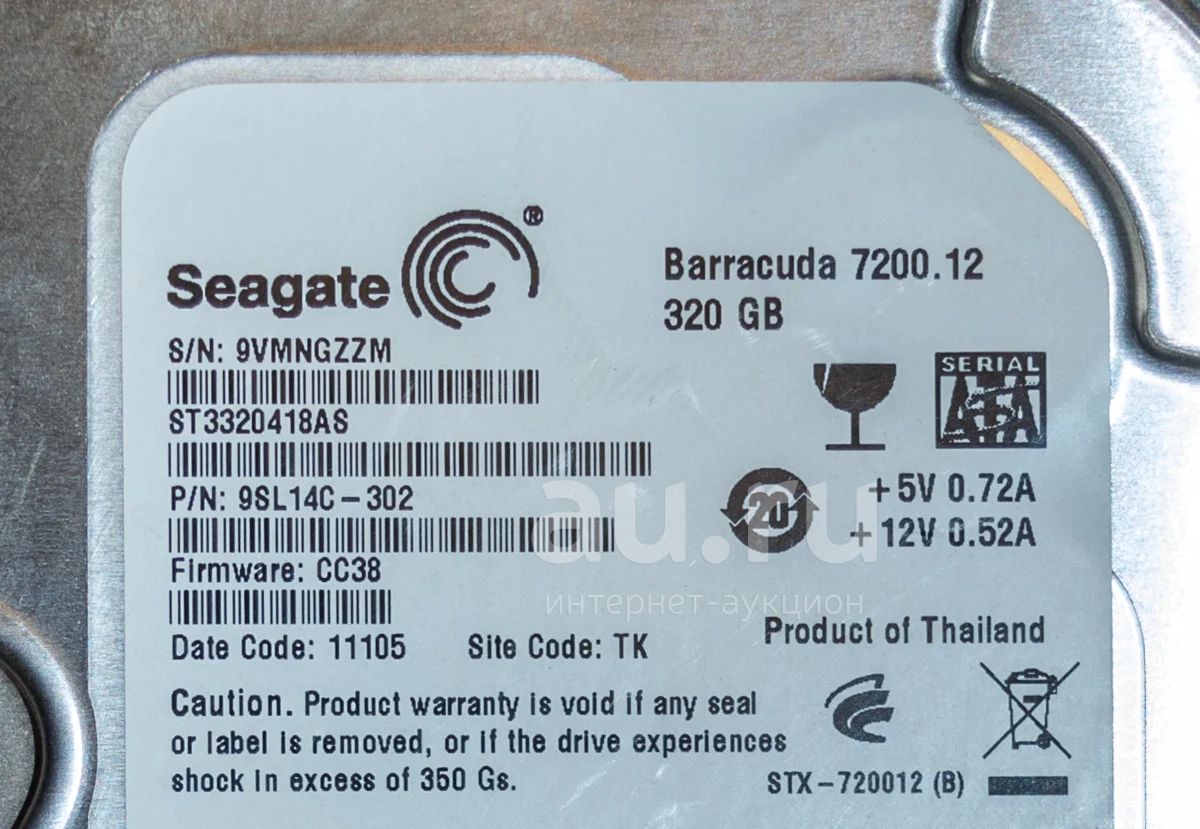 Seagate ®
Barracuda 7200.12
320 GB
S/N: 9VMNGZZM
ST3320418AS
P/N: 9SL14C-302
Firmware: CC38
Date Code: 11105 Site Code: TK
SERIAL
ATA
20
+5V 0.72A
+12V 0.52A
Product of Thailand
Caution. Product warranty is void if any seal
or label is removed, or if the drive experiences
shock in excess of 350 Gs.
STX-720012 (B)
au.ru
интернет-аукцион